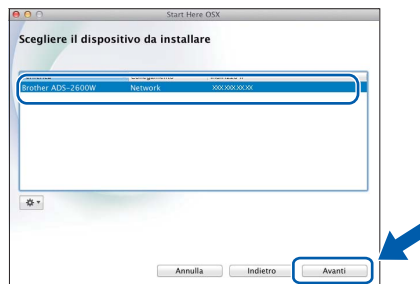 Start Here OSX
Scegliere il dispositivo da installare
Brother ADS-2600W Network XXX.XXX.XX.XX
Annulla Indietro Avanti